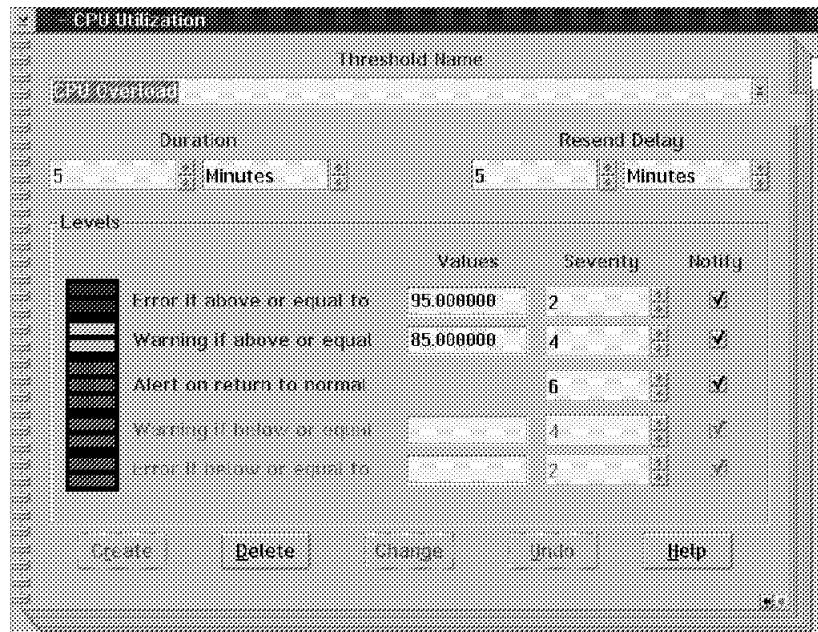 CPU Utilization
Threshold Name
CPU Overload
Duration Resend Delay
5 Minutes 5 Minutes
Levels
Values Severity Notify
Error if above or equal to 95.000000 2
Warning if above or equal 85.000000 4
Alert on return to normal 6
Warning if below or equal 4
Error if below or equal to 2
Create Delete Change Undo Help